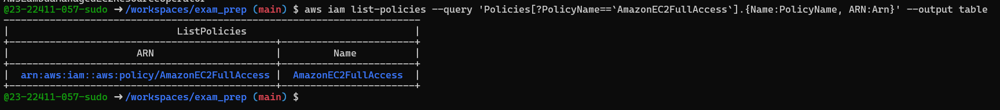 @23-22411-057-sudo ➜ /workspaces/exam_prep (main) $ aws iam list-policies --query 'Policies[?PolicyName==`AmazonEC2FullAccess`].{Name:PolicyName, ARN:Arn}' --output table
-----------------------------------------------------------------------
|                             ListPolicies                            |
+----------------------------------------------+----------------------+
|                      ARN                     |         Name         |
+----------------------------------------------+----------------------+
|  arn:aws:iam::aws:policy/AmazonEC2FullAccess |  AmazonEC2FullAccess |
+----------------------------------------------+----------------------+
@23-22411-057-sudo ➜ /workspaces/exam_prep (main) $